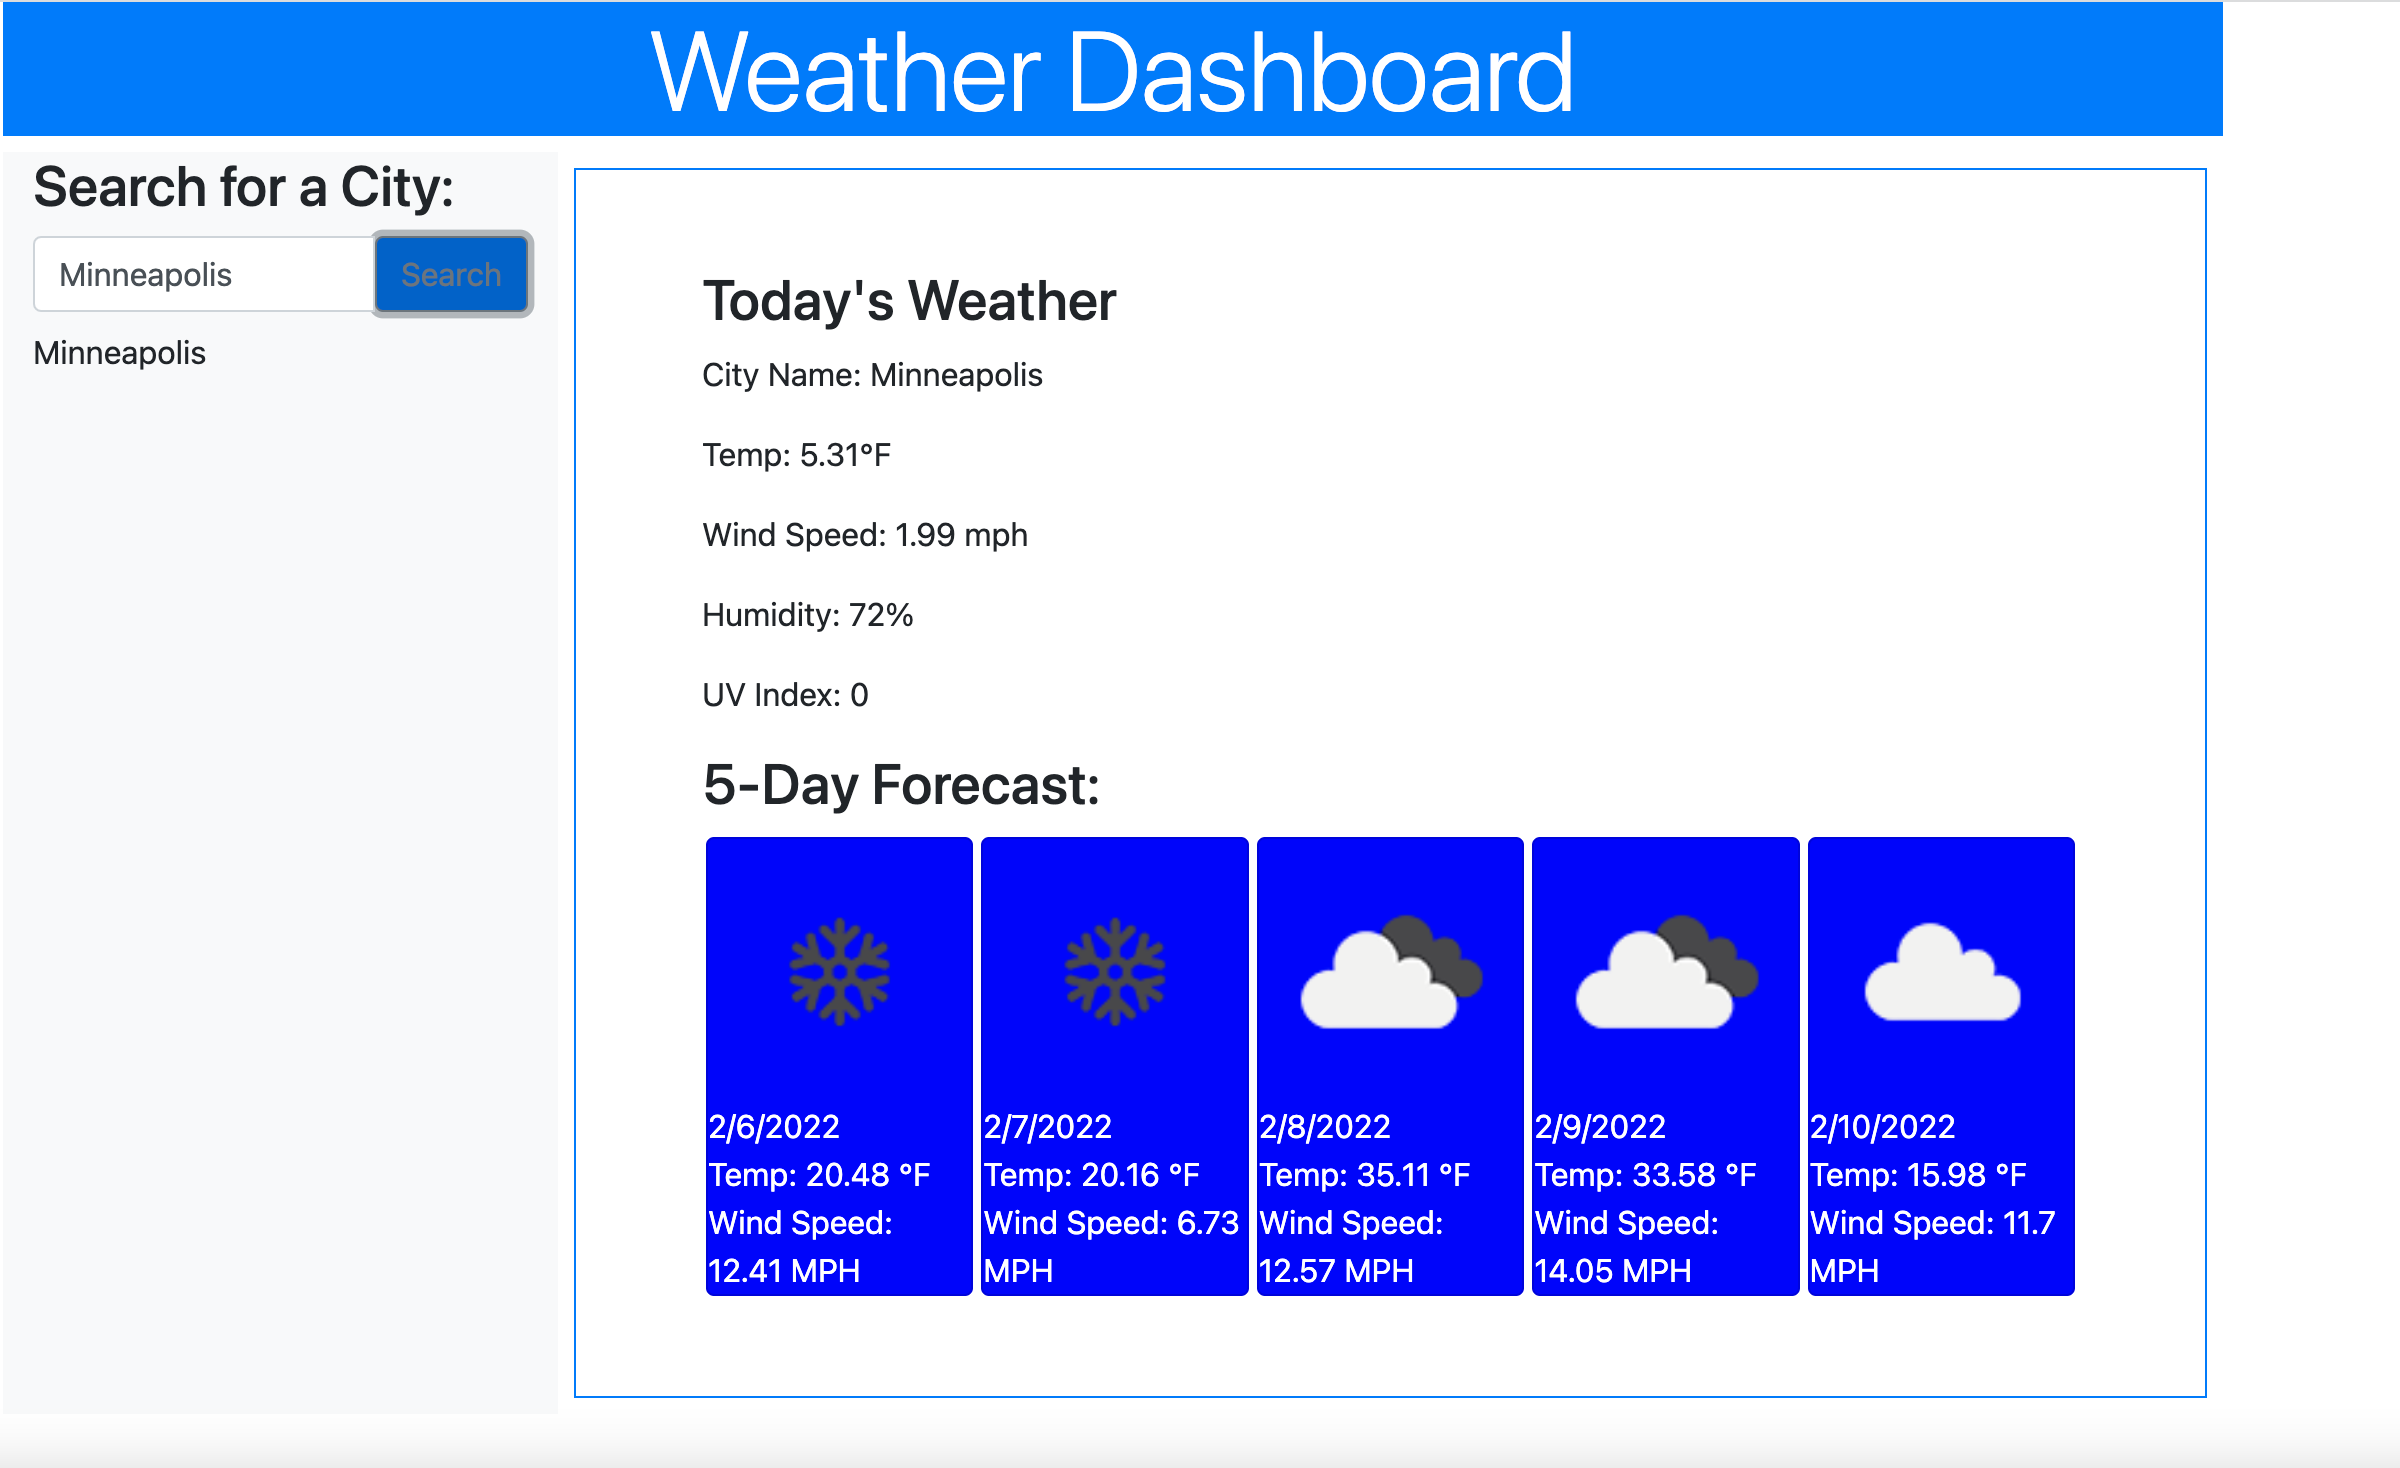 Weather Dashboard
Search for a City:
Minneapolis
Search
Minneapolis
Today's Weather
City Name: Minneapolis
Temp: 5.31°F
Wind Speed: 1.99 mph
Humidity: 72%
UV Index: 0
5-Day Forecast:
2/6/2022
Temp: 20.48 °F
Wind Speed:
12.41 MPH
2/7/2022
Temp: 20.16 °F
Wind Speed: 6.73
MPH
2/8/2022
Temp: 35.11 °F
Wind Speed:
12.57 MPH
2/9/2022
Temp: 33.58 °F
Wind Speed:
14.05 MPH
2/10/2022
Temp: 15.98 °F
Wind Speed: 11.7
MPH